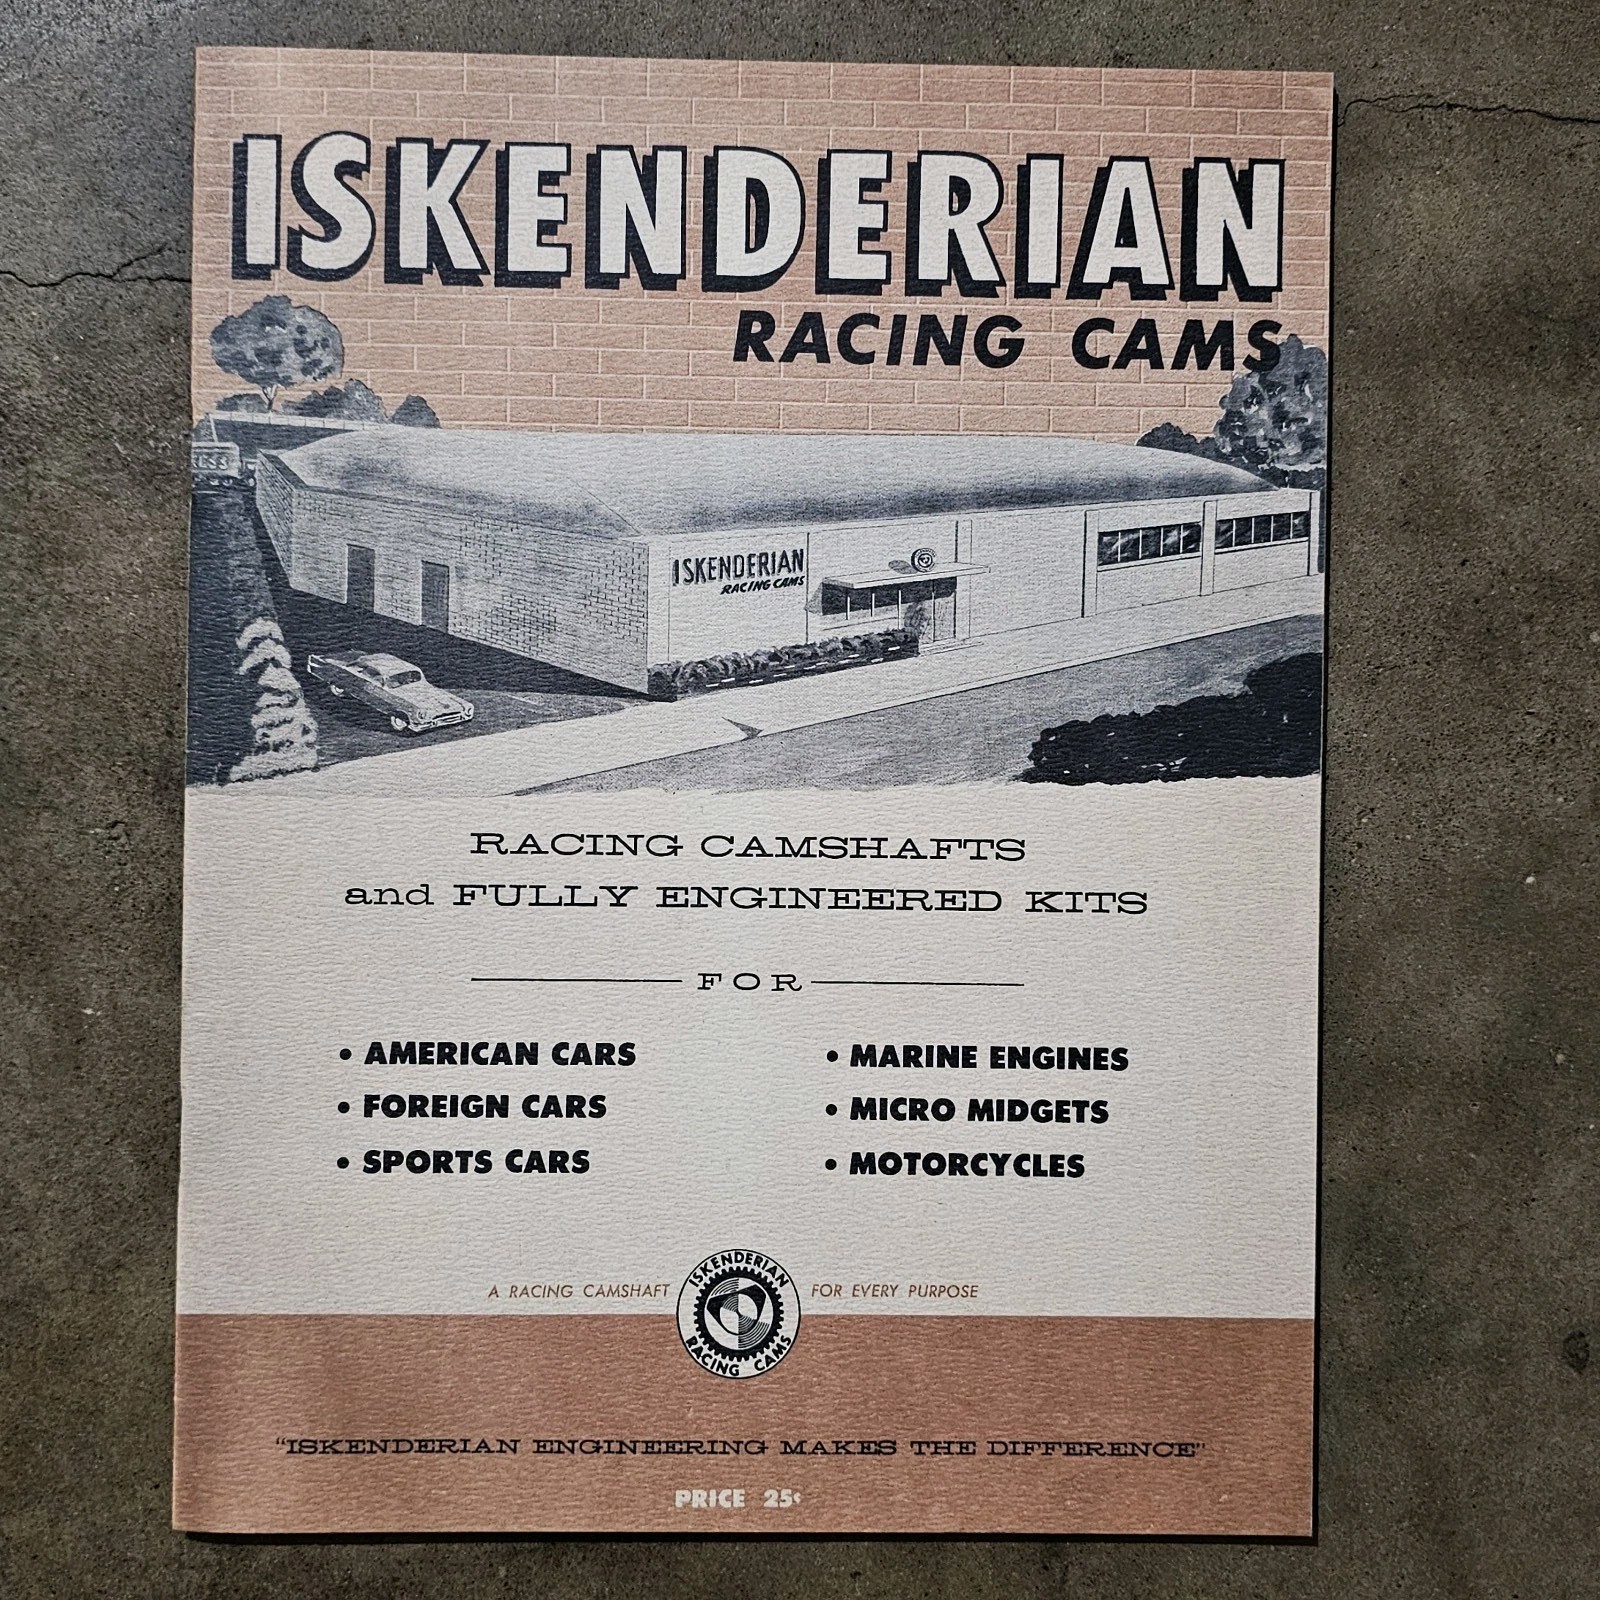 ISKENDERIAN
RACING CAMS
ESS
ISKENDERIAN
RACING CAMS
RACING CAMSHAFTS
and FULLY ENGINEERED KITS
FOR
• AMERICAN CARS
• FOREIGN CARS
• SPORTS CARS
• MARINE ENGINES
• MICRO MIDGETS
• MOTORCYCLES
A RACING CAMSHAFT FOR EVERY PURPOSE
ISKENDERIAN
RACING CAMS
"ISKENDERIAN ENGINEERING MAKES THE DIFFERENCE"
PRICE 25¢